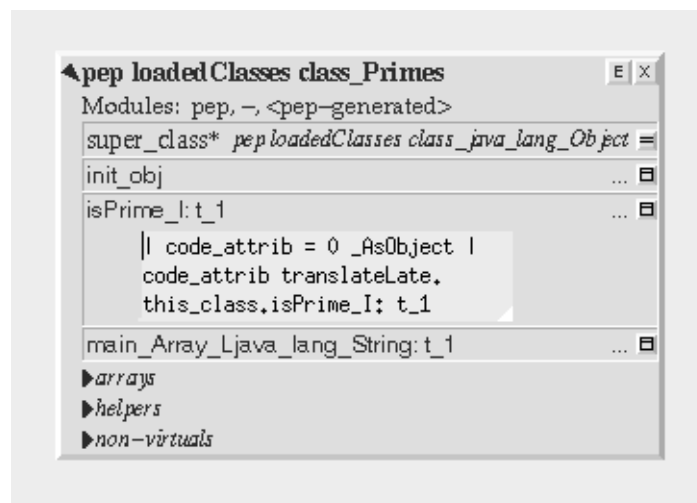 pep loadedClasses class_Primes E X
Modules: pep, –, <pep–generated>
super_class* pep loadedClasses class_java_lang_Object =
init_obj ...
isPrime_I: t_1 ...
| code_attrib = 0 _AsObject |
code_attrib translateLate.
this_class.isPrime_I: t_1
main_Array_Ljava_lang_String: t_1 ...
arrays
helpers
non–virtuals